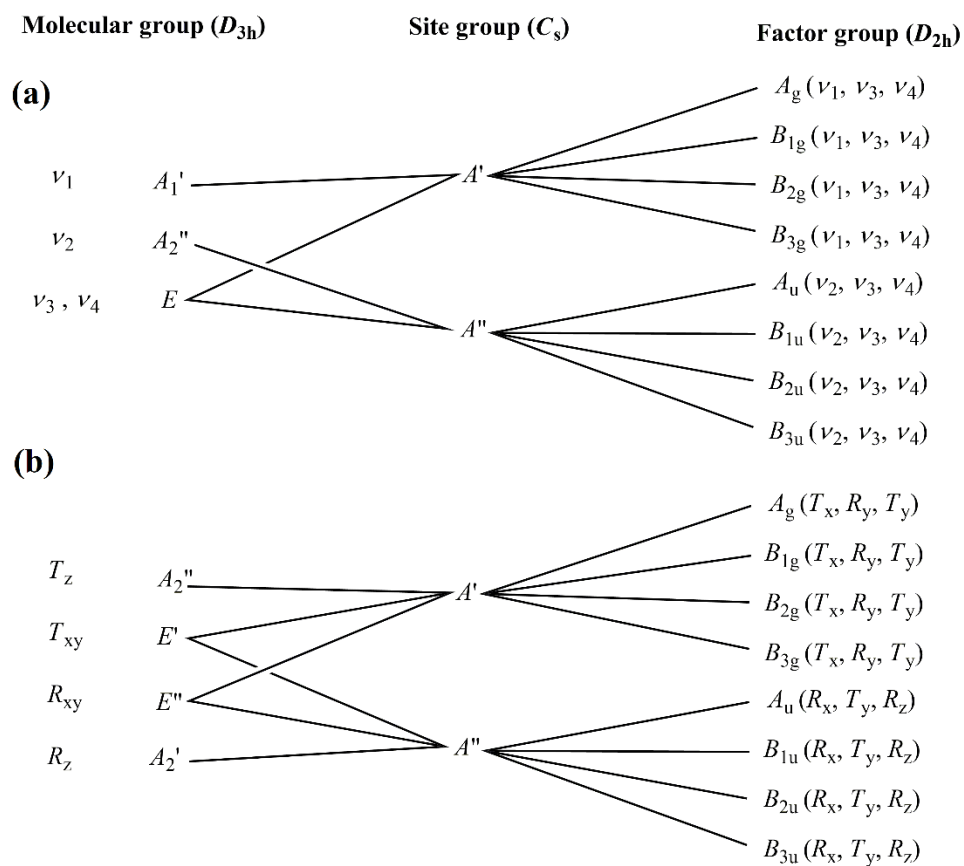 Molecular group (D3h) Site group (Cs) Factor group (D2h)
(a)
Ag (ν1, ν3, ν4)
B1g (ν1, ν3, ν4)
ν1 A1' A' B2g (ν1, ν3, ν4)
ν2 A2" B3g (ν1, ν3, ν4)
ν3 , ν4 E Au (ν2, ν3, ν4)
A" B1u (ν2, ν3, ν4)
B2u (ν2, ν3, ν4)
B3u (ν2, ν3, ν4)
(b)
Ag (Tx, Ry, Ty)
B1g (Tx, Ry, Ty)
Tz A2" A' B2g (Tx, Ry, Ty)
Txy E' B3g (Tx, Ry, Ty)
Rxy E" Au (Rx, Ty, Rz)
Rz A2' A" B1u (Rx, Ty, Rz)
B2u (Rx, Ty, Rz)
B3u (Rx, Ty, Rz)